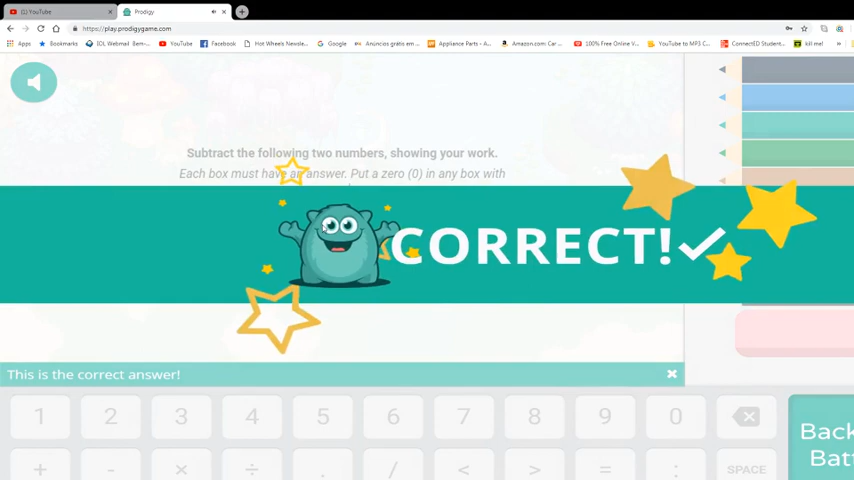 (1) YouTube
Prodigy
https://play.prodigygame.com
Apps
Bookmarks
YouTube
Facebook
Hot Wheels Newsle...
Google
Anúncios grátis em ...
Appliance Parts - A...
Amazon.com: Car ...
100% Free Online V...
YouTube to MP3 C...
ConnectED Student...
kill me!
Subtract the following two numbers, showing your work.
Each box must have an answer. Put a zero (0) in any box with
CORRECT!
This is the correct answer!
1 2 3 4 5 6 7 8 9 0
+ - × ÷ . / < > = : SPACE
Back
Batt